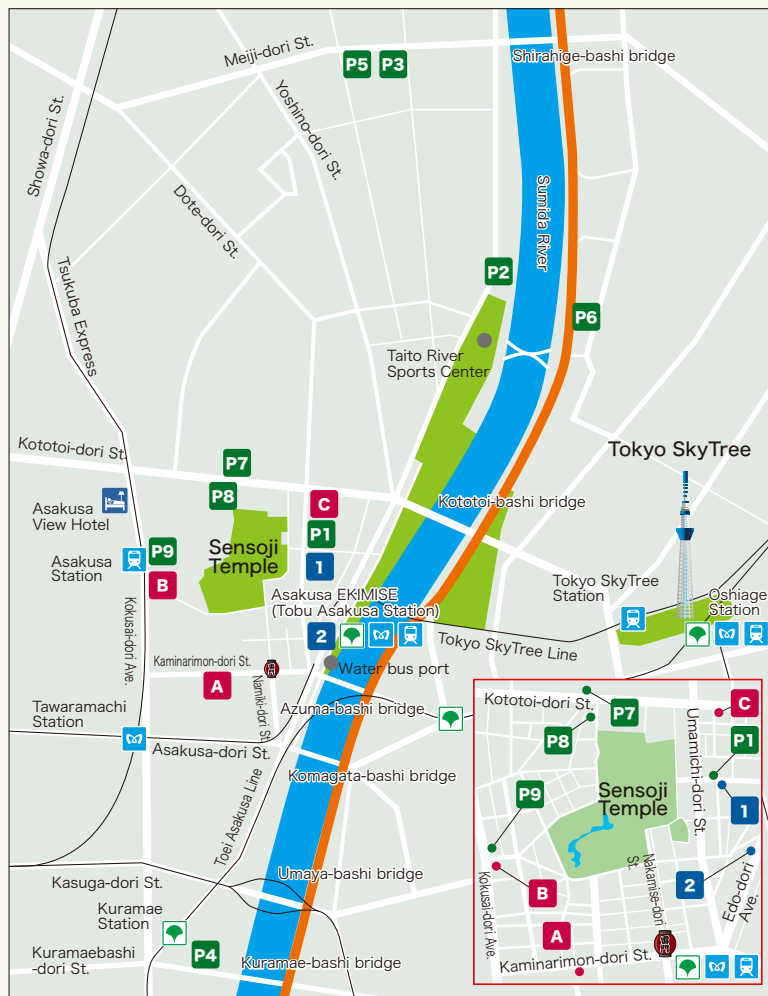 Meiji-dori St.
P5
P3
Shirahige-bashi bridge
Yoshino-dori St.
Showa-dori St.
Dote-dori St.
Sumida River
Tsukuba Express
P2
P6
Taito River
Sports Center
Kototoi-dori St.
P7
Tokyo SkyTree
P8
C
Kototoi-bashi bridge
Asakusa
View Hotel
P1
Sensoji
Temple
P9
1
Asakusa
Station
B
Tokyo SkyTree
Station
Oshiage
Station
Asakusa EKIMISE
(Tobu Asakusa Station)
Kokusai-dori Ave.
2
Tokyo SkyTree Line
Kaminarimon-dori St.
Water bus port
A
Namiki-dori St.
Azuma-bashi bridge
Tawaramachi
Station
Asakusa-dori St.
Komagata-bashi bridge
Toei Asakusa Line
Umaya-bashi bridge
Kasuga-dori St.
Kuramae
Station
P4
Kuramaebashi
-dori St.
Kuramae-bashi bridge
Kototoi-dori St.
P7
C
P8
Umamichi-dori St.
P1
Sensoji
Temple
P9
1
Nakamise-dori
St.
2
B
Edo-dori
Ave.
Kokusai-dori Ave.
A
Kaminarimon-dori St.